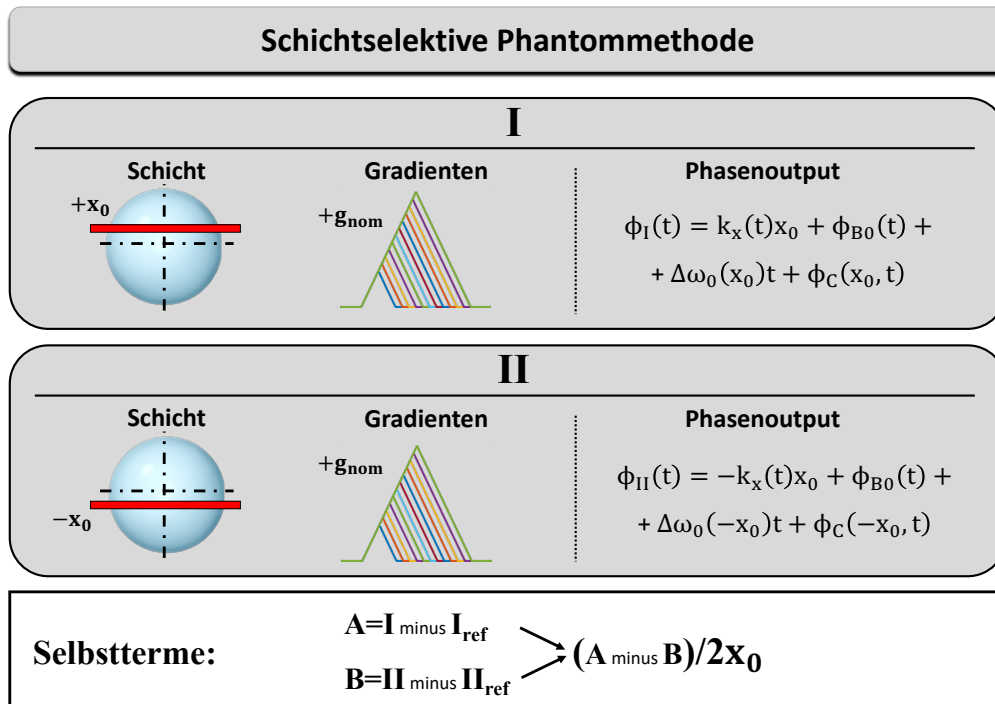 Schichtselektive Phantommethode
I
Schicht
Gradienten
Phasenoutput
+x₀
+g_nom
ϕ_I(t) = k_x(t)x₀ + ϕ_B0(t) +
+ Δω₀(x₀)t + ϕ_C(x₀, t)
II
Schicht
Gradienten
Phasenoutput
−x₀
+g_nom
ϕ_II(t) = −k_x(t)x₀ + ϕ_B0(t) +
+ Δω₀(−x₀)t + ϕ_C(−x₀, t)
Selbstterme:
A=I minus I_ref
B=II minus II_ref
(A minus B)/2x₀